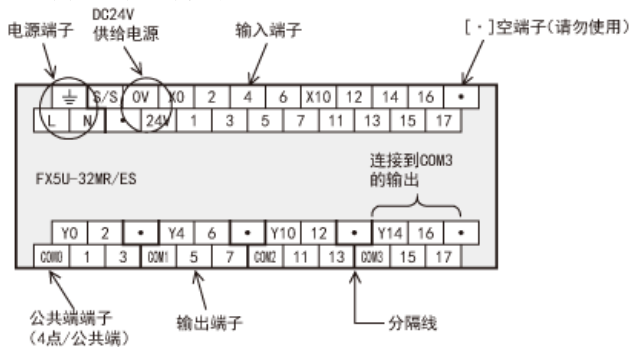 电源端子
DC24V
供给电源
输入端子
[・]空端子(请勿使用)
⏚ S/S 0V X0 2 4 6 X10 12 14 16 •
L N • 24V 1 3 5 7 11 13 15 17
连接到COM3
的输出
FX5U-32MR/ES
Y0 2 • Y4 6 • Y10 12 • Y14 16 •
COM0 1 3 COM1 5 7 COM2 11 13 COM3 15 17
公共端端子
(4点/公共端)
输出端子
分隔线